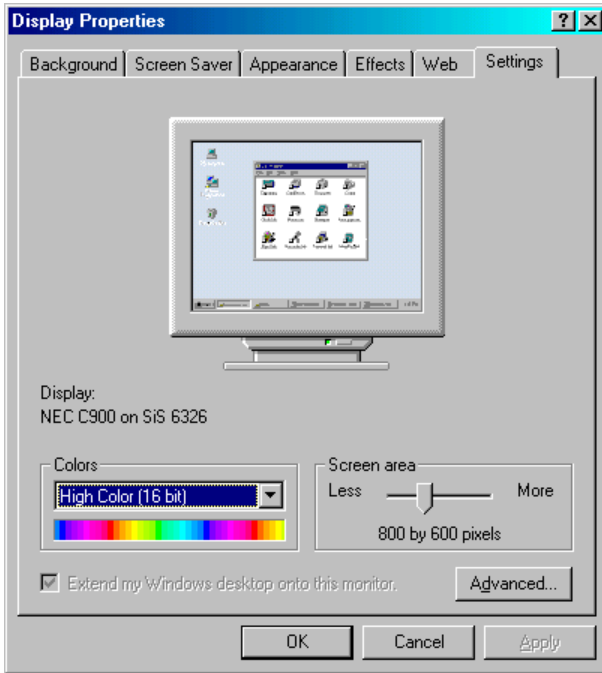 Display Properties
Background Screen Saver Appearance Effects Web Settings
Display:
NEC C900 on SiS 6326
Colors
High Color (16 bit)
Screen area
Less More
800 by 600 pixels
Extend my Windows desktop onto this monitor.
Advanced...
OK Cancel Apply